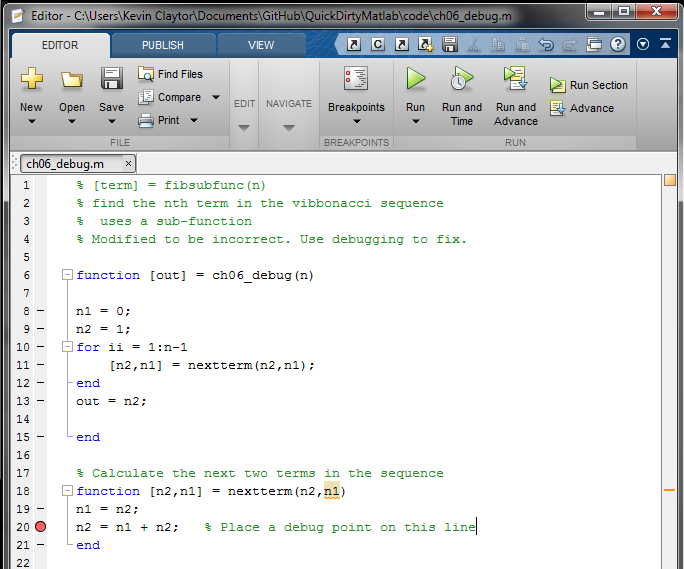 Editor - C:\Users\Kevin Claytor\Documents\GitHub\QuickDirtyMatlab\code\ch06_debug.m
EDITOR PUBLISH VIEW
New Open Save
Find Files
Compare
Print
FILE
EDIT NAVIGATE
Breakpoints
BREAKPOINTS
Run
Run and Time
Run and Advance
Run Section
Advance
RUN
ch06_debug.m ×
1 % [term] = fibsubfunc(n)
2 % find the nth term in the vibbonacci sequence
3 %  uses a sub-function
4 % Modified to be incorrect. Use debugging to fix.
5
6 function [out] = ch06_debug(n)
7
8 – n1 = 0;
9 – n2 = 1;
10 – for ii = 1:n-1
11 –     [n2,n1] = nextterm(n2,n1);
12 – end
13 – out = n2;
14
15 – end
16
17 % Calculate the next two terms in the sequence
18 function [n2,n1] = nextterm(n2,n1)
19 – n1 = n2;
20 n2 = n1 + n2;   % Place a debug point on this line
21 – end
22